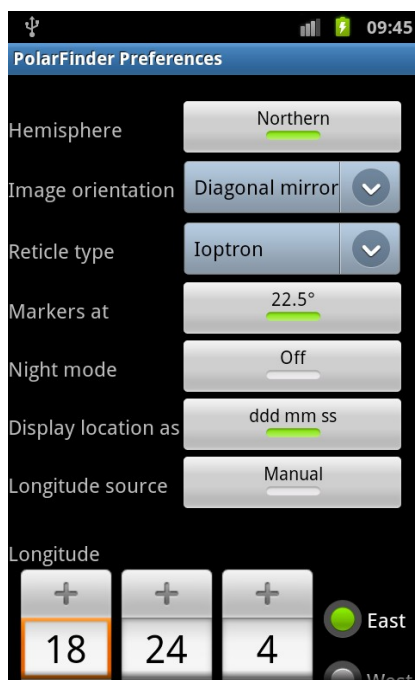 09:45
PolarFinder Preferences
Hemisphere Northern
Image orientation Diagonal mirror
Reticle type Ioptron
Markers at 22.5°
Night mode Off
Display location as ddd mm ss
Longitude source Manual
Longitude
+ + +
18 24 4 East
West